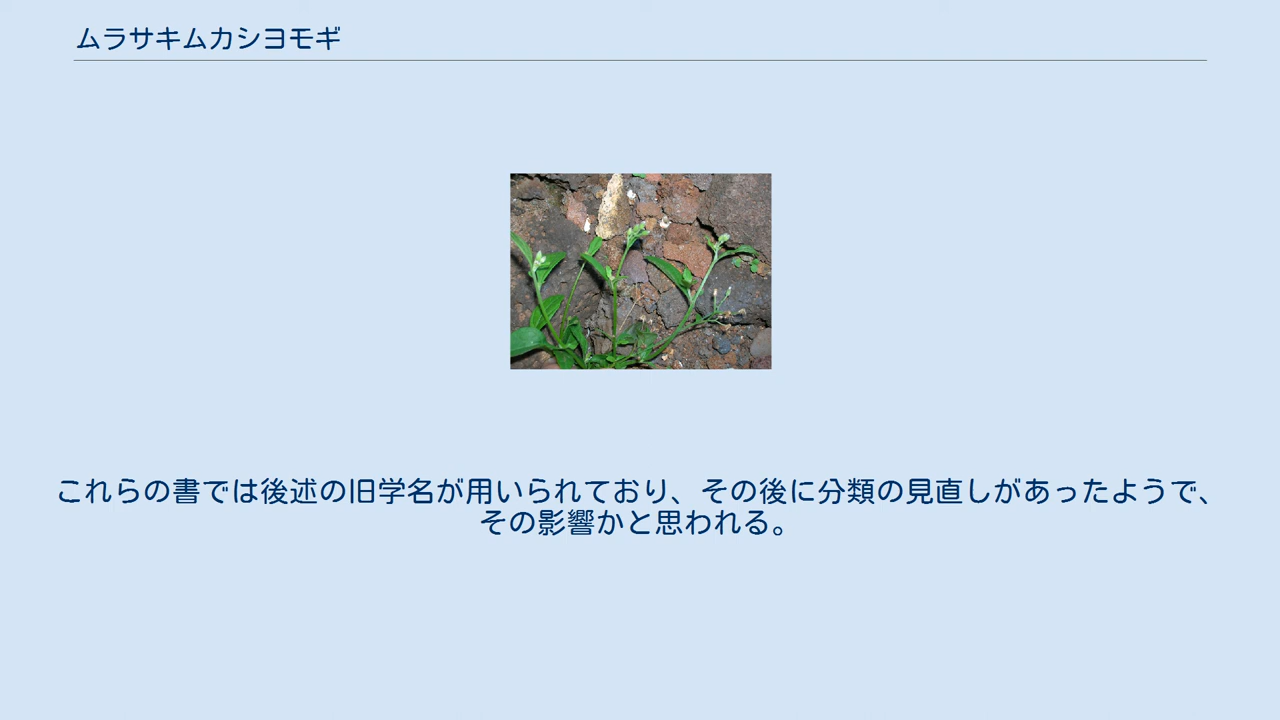 ムラサキムカシヨモギ
これらの書では後述の旧学名が用いられており、その後に分類の見直しがあったようで、
その影響かと思われる。